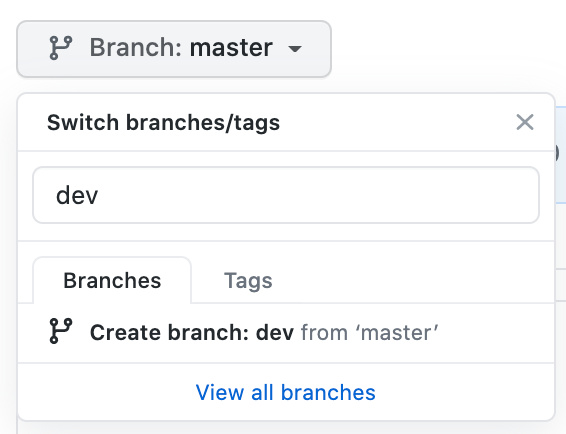 Branch: master
Switch branches/tags
dev
Branches Tags
Create branch: dev from ‘master’
View all branches